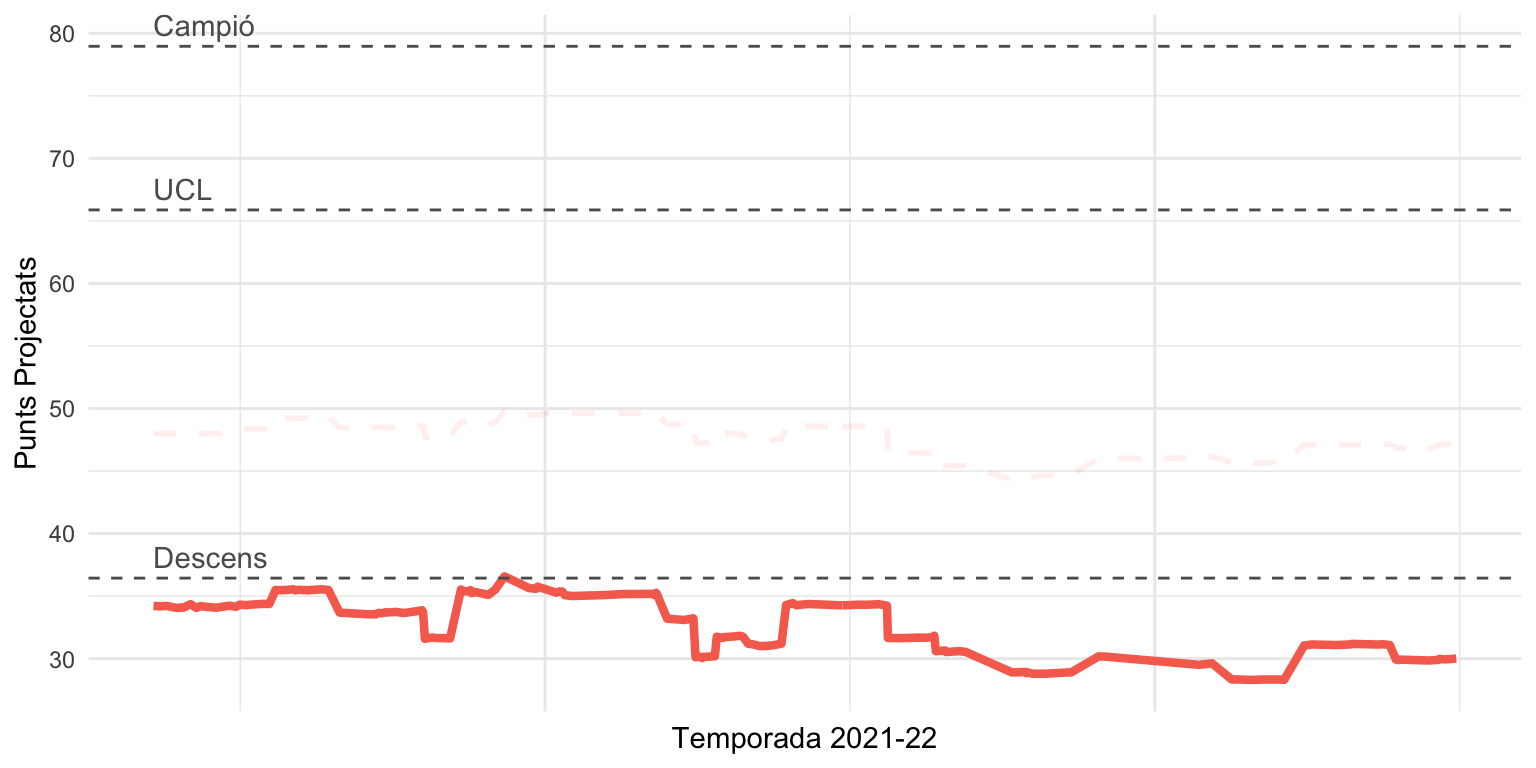 Campió
80
70
UCL
60
50
40
Descens
30
Punts Projectats
Temporada 2021-22